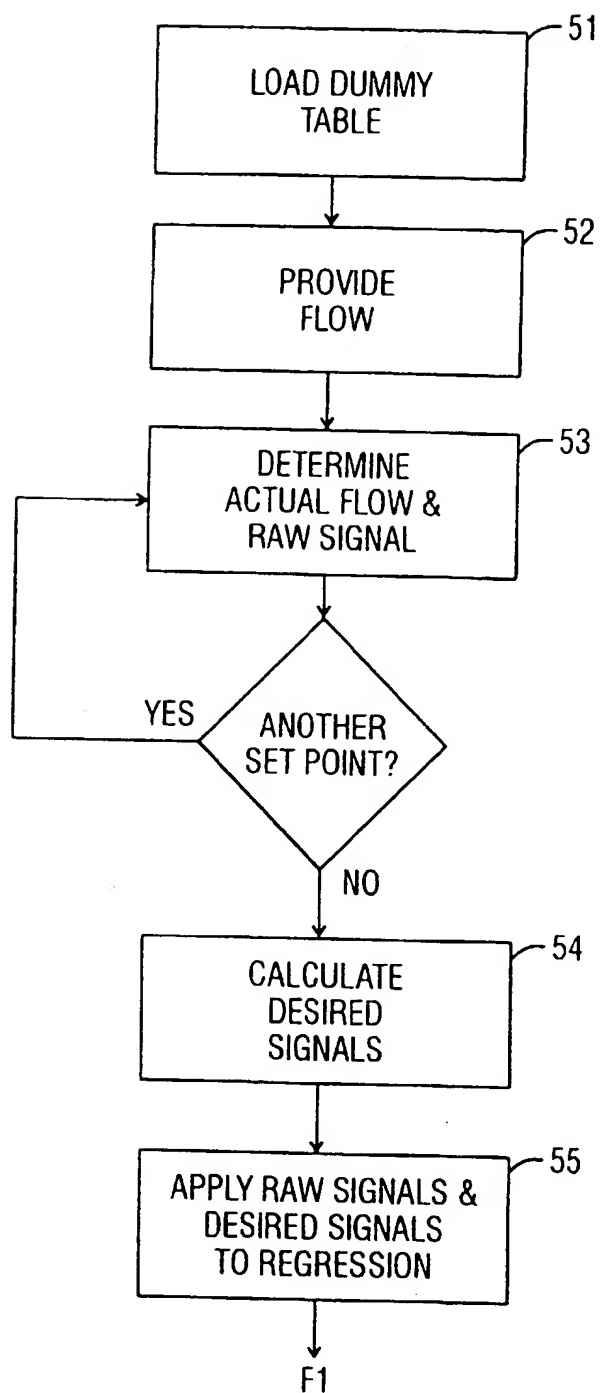 51
LOAD DUMMY
TABLE
52
PROVIDE
FLOW
53
DETERMINE
ACTUAL FLOW &
RAW SIGNAL
YES
ANOTHER
SET POINT?
NO
54
CALCULATE
DESIRED
SIGNALS
55
APPLY RAW SIGNALS &
DESIRED SIGNALS
TO REGRESSION
F1